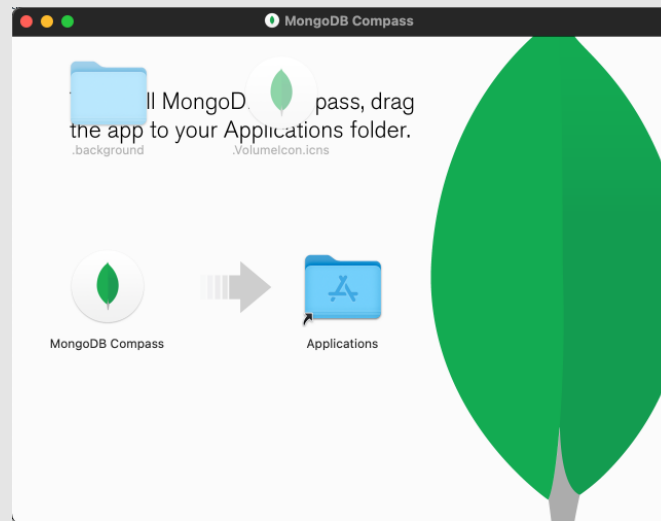 MongoDB Compass
ll MongoD pass, drag
the app to your Applications folder.
.background
.VolumeIcon.icns
MongoDB Compass
Applications